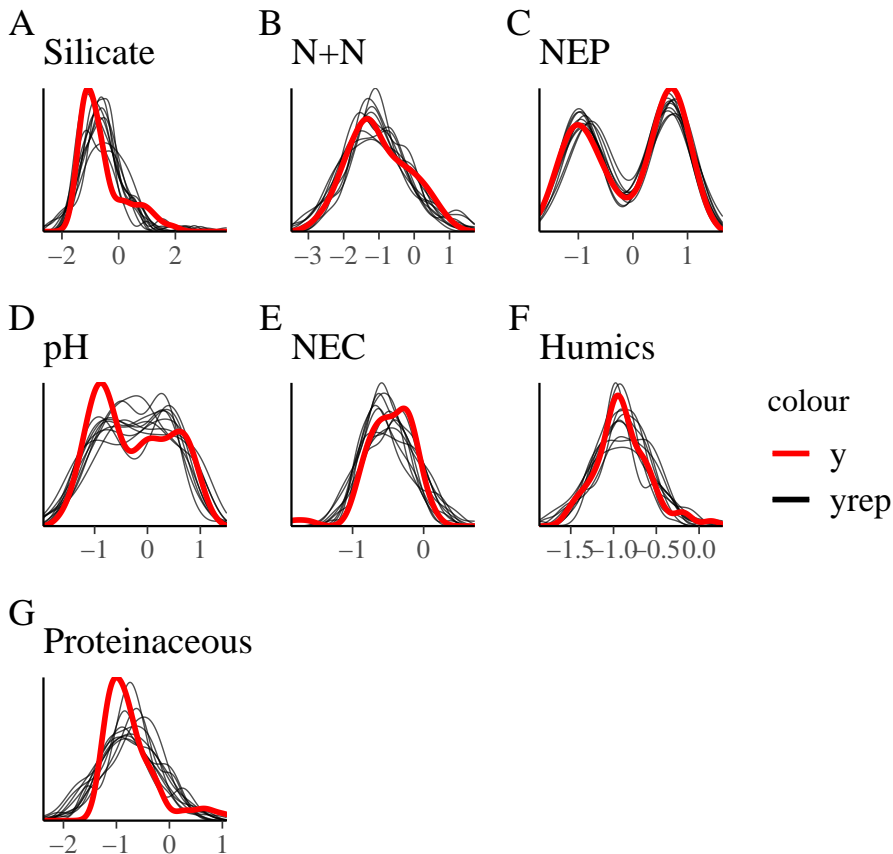 A B C
Silicate N+N NEP
−2 0 2 −3 −2 −1 0 1 −1 0 1
D E F
pH NEC Humics
colour
y
yrep
−1 0 1 −1 0 −1.5 −1.0 −0.5 0.0
G
Proteinaceous
−2 −1 0 1